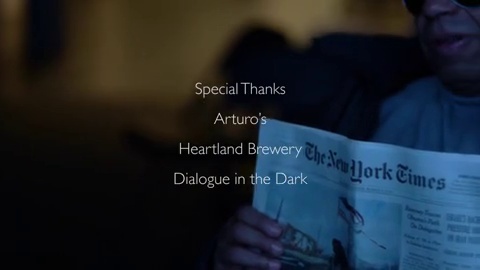 Special Thanks
Arturo's
Heartland Brewery
Dialogue in the Dark
The New York Times